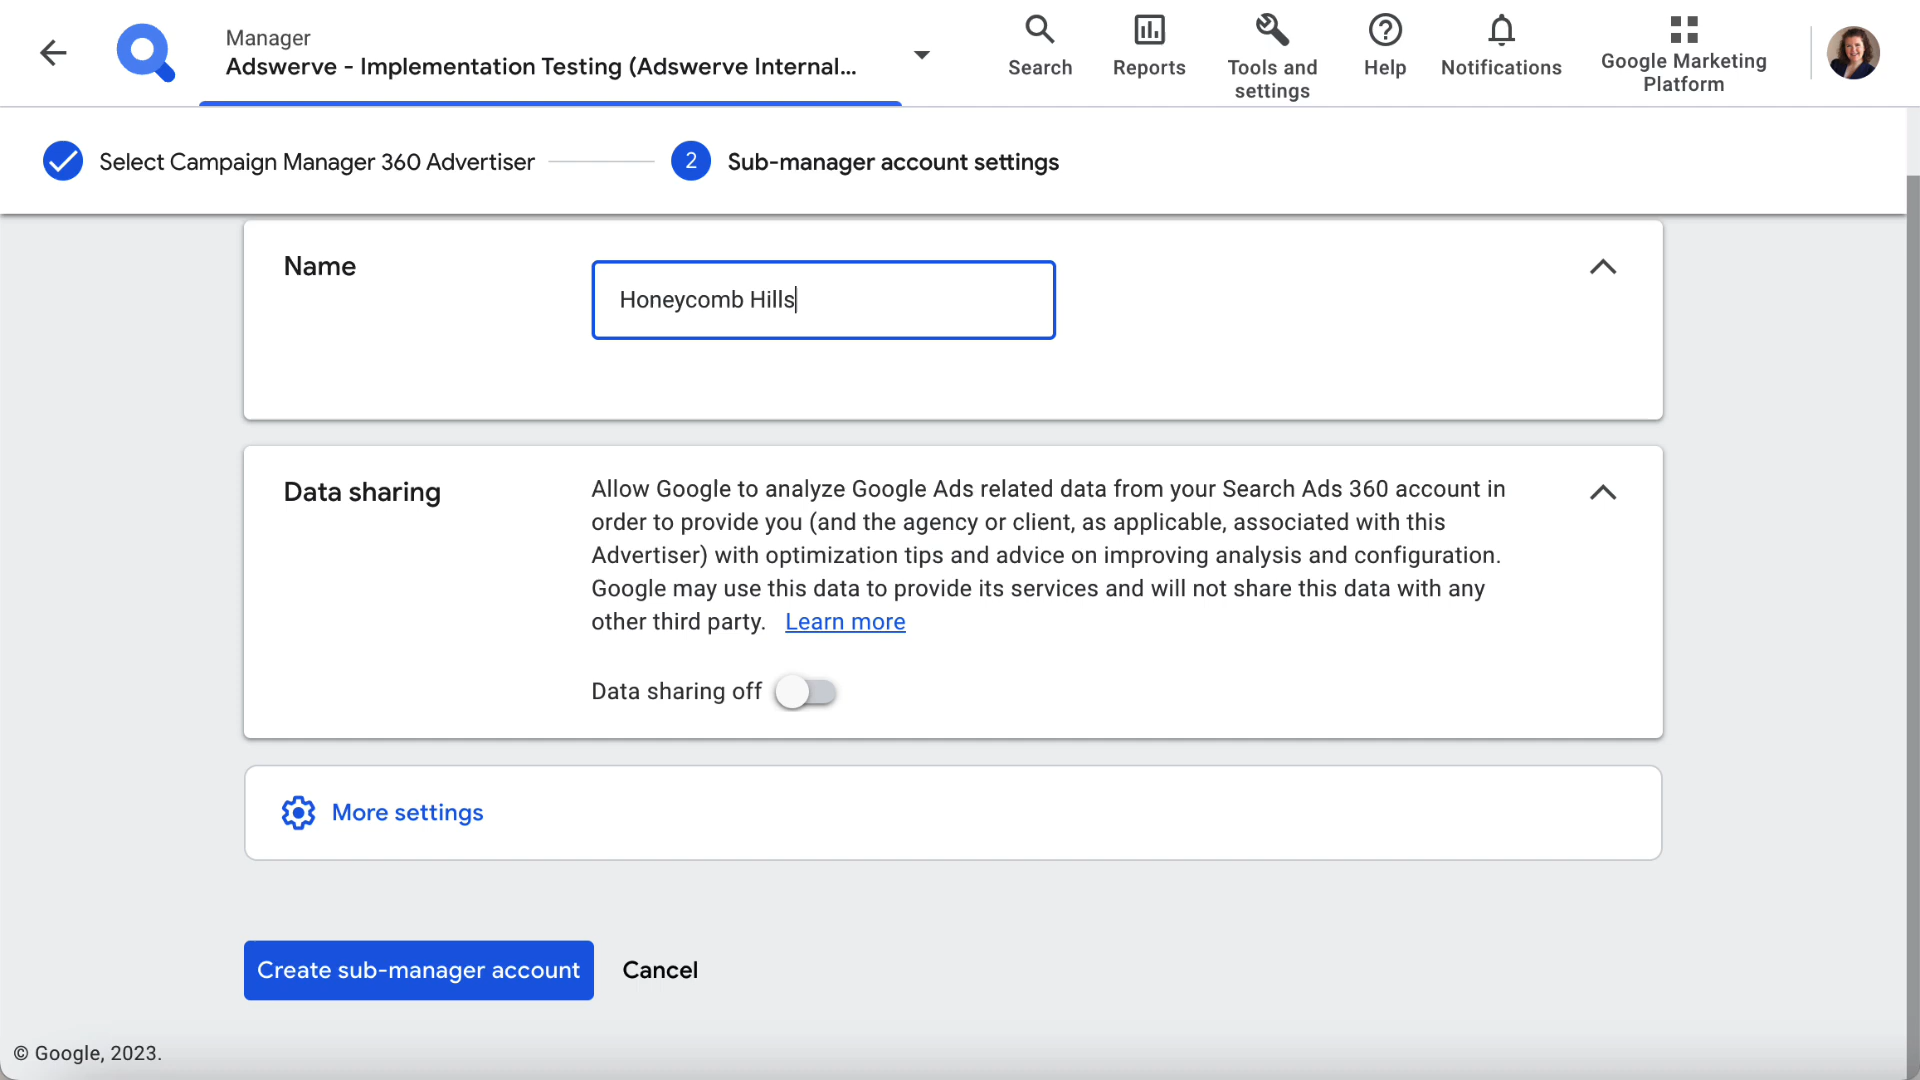 Manager
Adswerve - Implementation Testing (Adswerve Internal...
Search
Reports
Tools and
settings
Help
Notifications
Google Marketing
Platform
Select Campaign Manager 360 Advertiser
2
Sub-manager account settings
Name
Honeycomb Hills
Data sharing
Allow Google to analyze Google Ads related data from your Search Ads 360 account in
order to provide you (and the agency or client, as applicable, associated with this
Advertiser) with optimization tips and advice on improving analysis and configuration.
Google may use this data to provide its services and will not share this data with any
other third party. Learn more
Data sharing off
More settings
Create sub-manager account
Cancel
© Google, 2023.